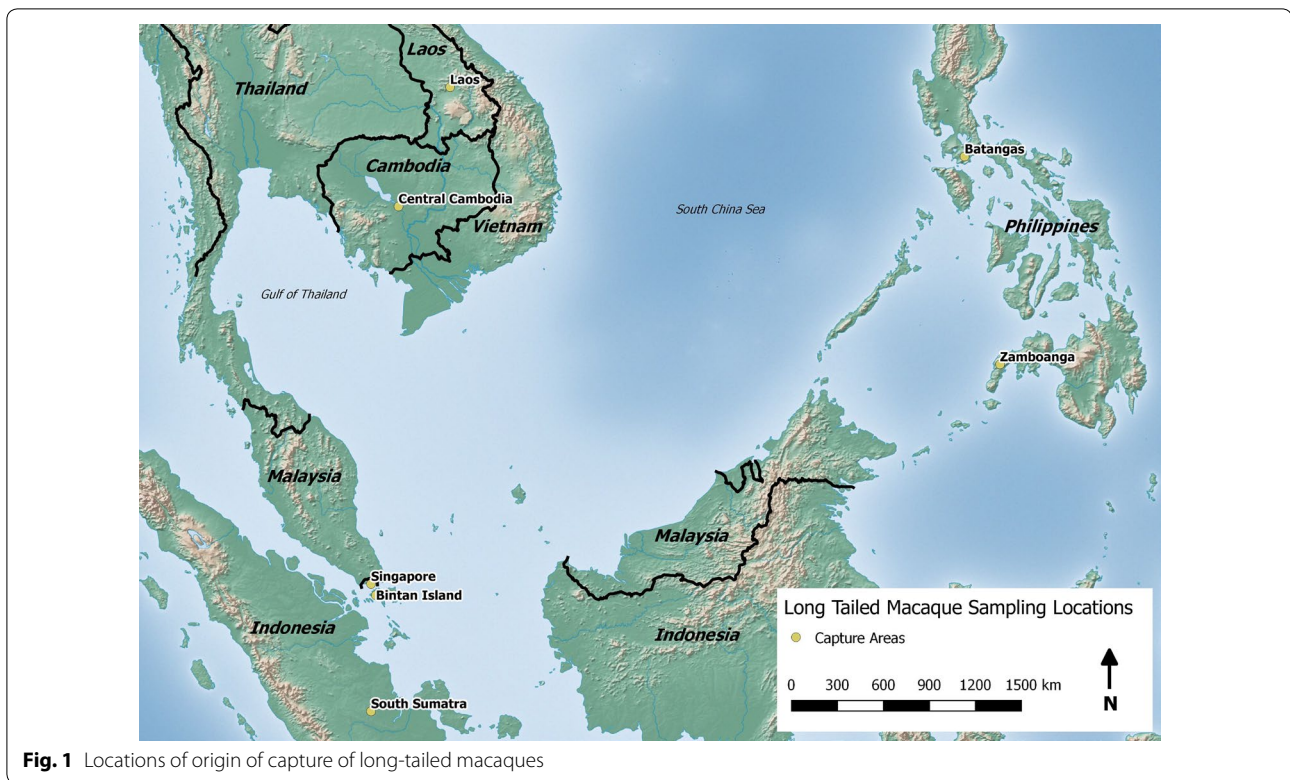 Laos
Laos
Thailand
Batangas
Cambodia
Central Cambodia
South China Sea
Vietnam
Philippines
Gulf of Thailand
Zamboanga
Malaysia
Malaysia
Singapore
Bintan Island
Indonesia
Indonesia
South Sumatra
Long Tailed Macaque Sampling Locations
Capture Areas
0 300 600 900 1200 1500 km
N
Fig. 1 Locations of origin of capture of long-tailed macaques